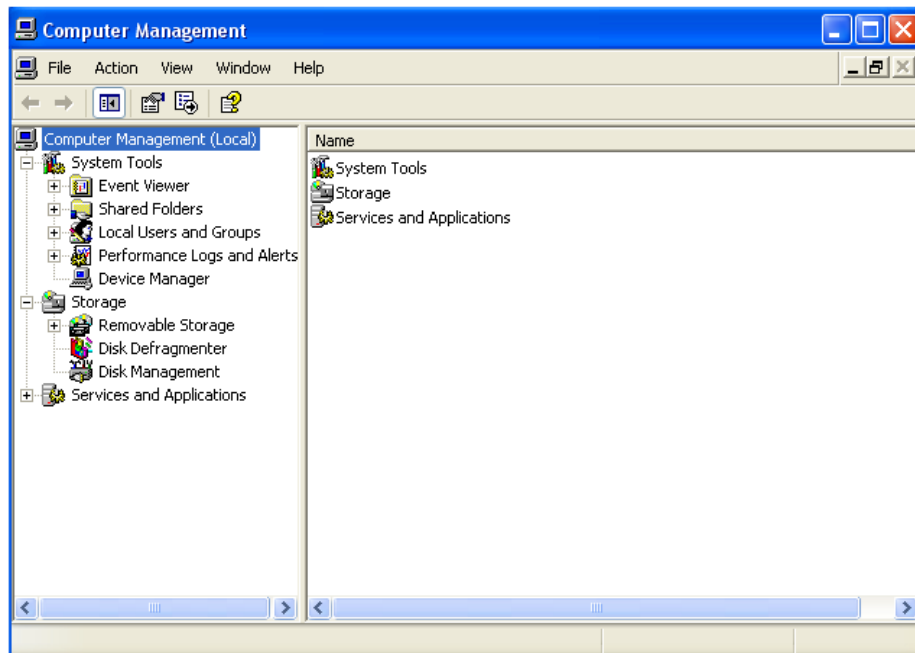 Computer Management
File Action View Window Help
Computer Management (Local)
System Tools
Event Viewer
Shared Folders
Local Users and Groups
Performance Logs and Alerts
Device Manager
Storage
Removable Storage
Disk Defragmenter
Disk Management
Services and Applications
Name
System Tools
Storage
Services and Applications